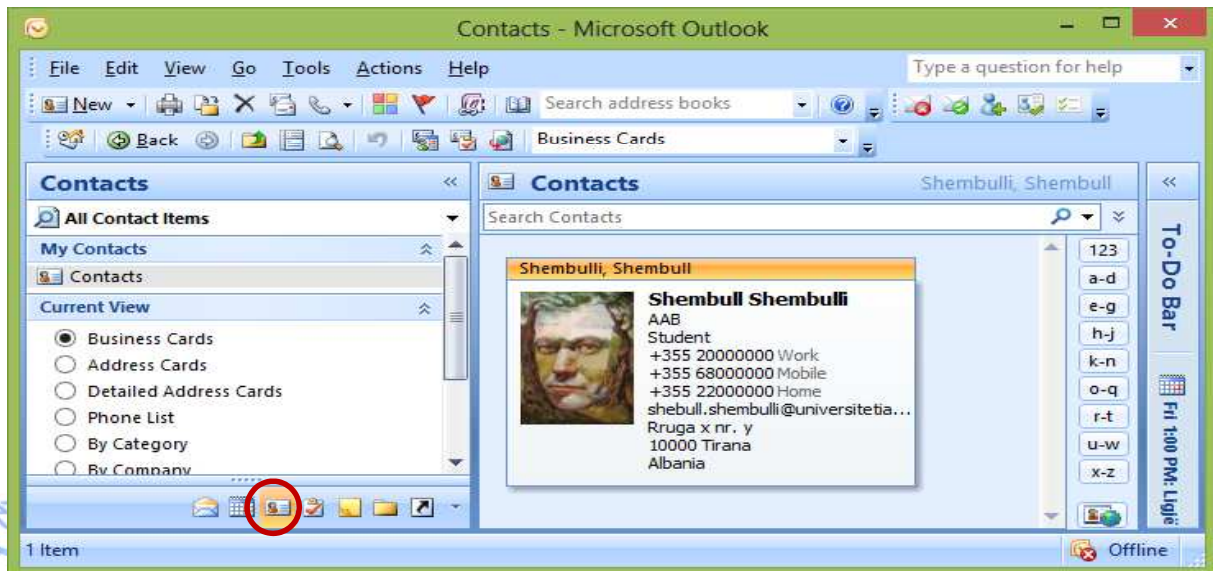 Contacts - Microsoft Outlook
File Edit View Go Tools Actions Help Type a question for help
New Search address books
Back Business Cards
Contacts
All Contact Items
My Contacts
Contacts
Current View
Business Cards
Address Cards
Detailed Address Cards
Phone List
By Category
By Company
Contacts Shembulli, Shembull
Search Contacts
Shembulli, Shembull
Shembull Shembulli
AAB
Student
+355 20000000 Work
+355 68000000 Mobile
+355 22000000 Home
shebull.shembulli@universitetia...
Rruga x nr. y
10000 Tirana
Albania
123
a-d
e-g
h-j
k-n
o-q
r-t
u-w
x-z
To-Do Bar
Fri 1:00 PM: Ligjë
1 Item
Offline